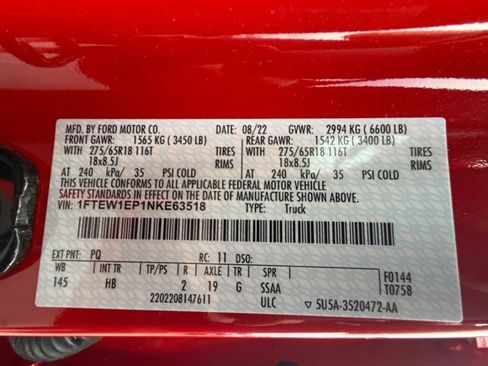 MFD. BY FORD MOTOR CO. DATE: 08/22 GVWR: 2994 KG (6600 LB)
FRONT GAWR: 1565 KG (3450 LB) REAR GAWR: 1542 KG (3400 LB)
WITH 275/65R18 116T TIRES WITH 275/65R18 116T TIRES
18x8.5J RIMS 18x8.5J RIMS
AT 240 kPa/ 35 PSI COLD AT 240 kPa/ 35 PSI COLD
THIS VEHICLE CONFORMS TO ALL APPLICABLE FEDERAL MOTOR VEHICLE
SAFETY STANDARDS IN EFFECT ON THE DATE OF MANUFACTURE SHOWN ABOVE.
VIN: 1FTEW1EP1NKE63518 TYPE: Truck
EXT PNT: PQ RC: 11 DSO:
WB INT TR TP/PS R AXLE TR SPR F0144
145 HB 2 19 G SSAA T0758
2202208147611 ULC 5U5A-3520472-AA